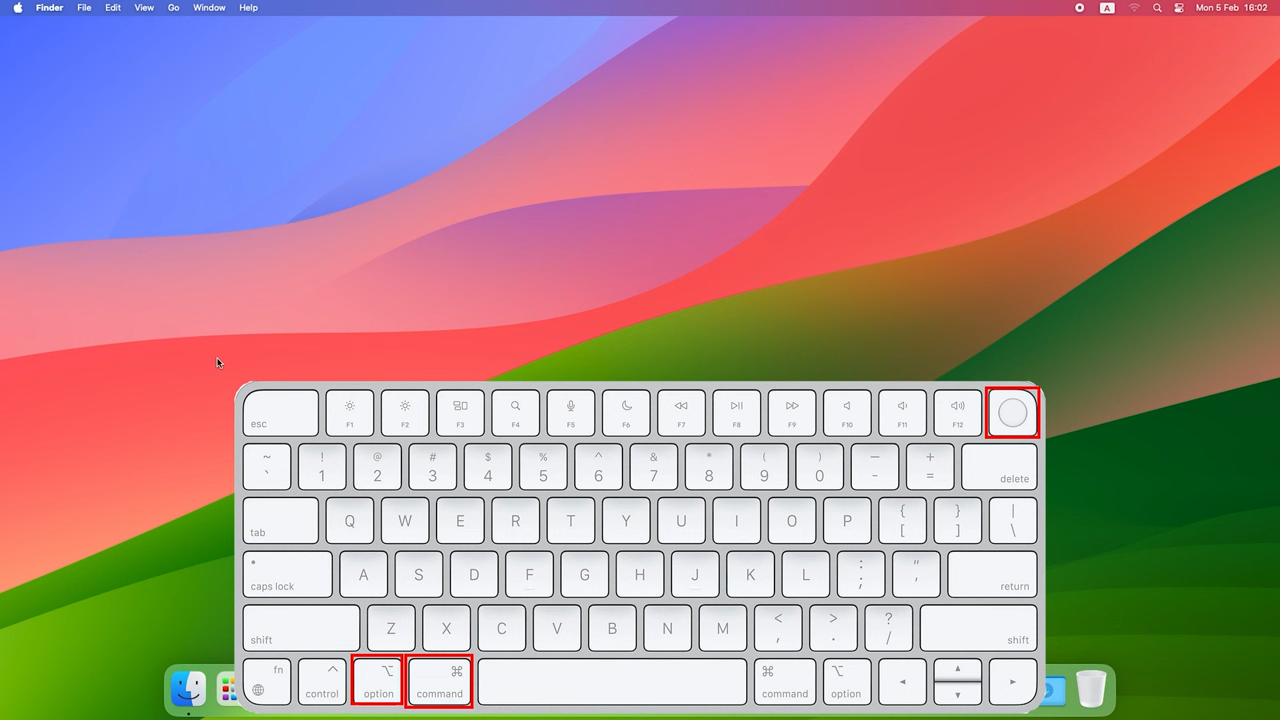 Finder File Edit View Go Window Help A Mon 5 Feb 16:02
esc F1 F2 F3 F4 F5 F6 F7 F8 F9 F10 F11 F12
~ ! @ # $ % ^ & * ( ) — +
` 1 2 3 4 5 6 7 8 9 0 - = delete
tab Q W E R T Y U I O P { [ } ] | \
caps lock A S D F G H J K L : ; " ' return
shift Z X C V B N M < , > . ? / shift
fn control option command command option